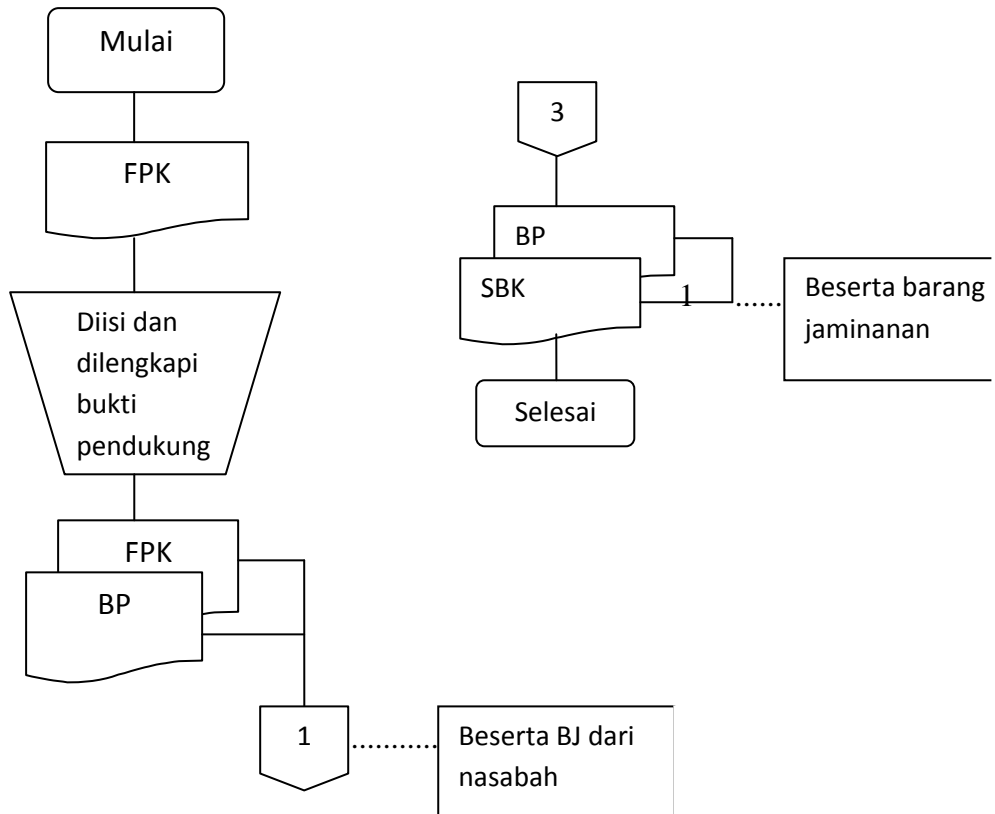 Mulai
FPK
Diisi dan
dilengkapi
bukti
pendukung
FPK
BP
1
Beserta BJ dari
nasabah
3
BP
SBK
1
Beserta barang
jaminanan
Selesai